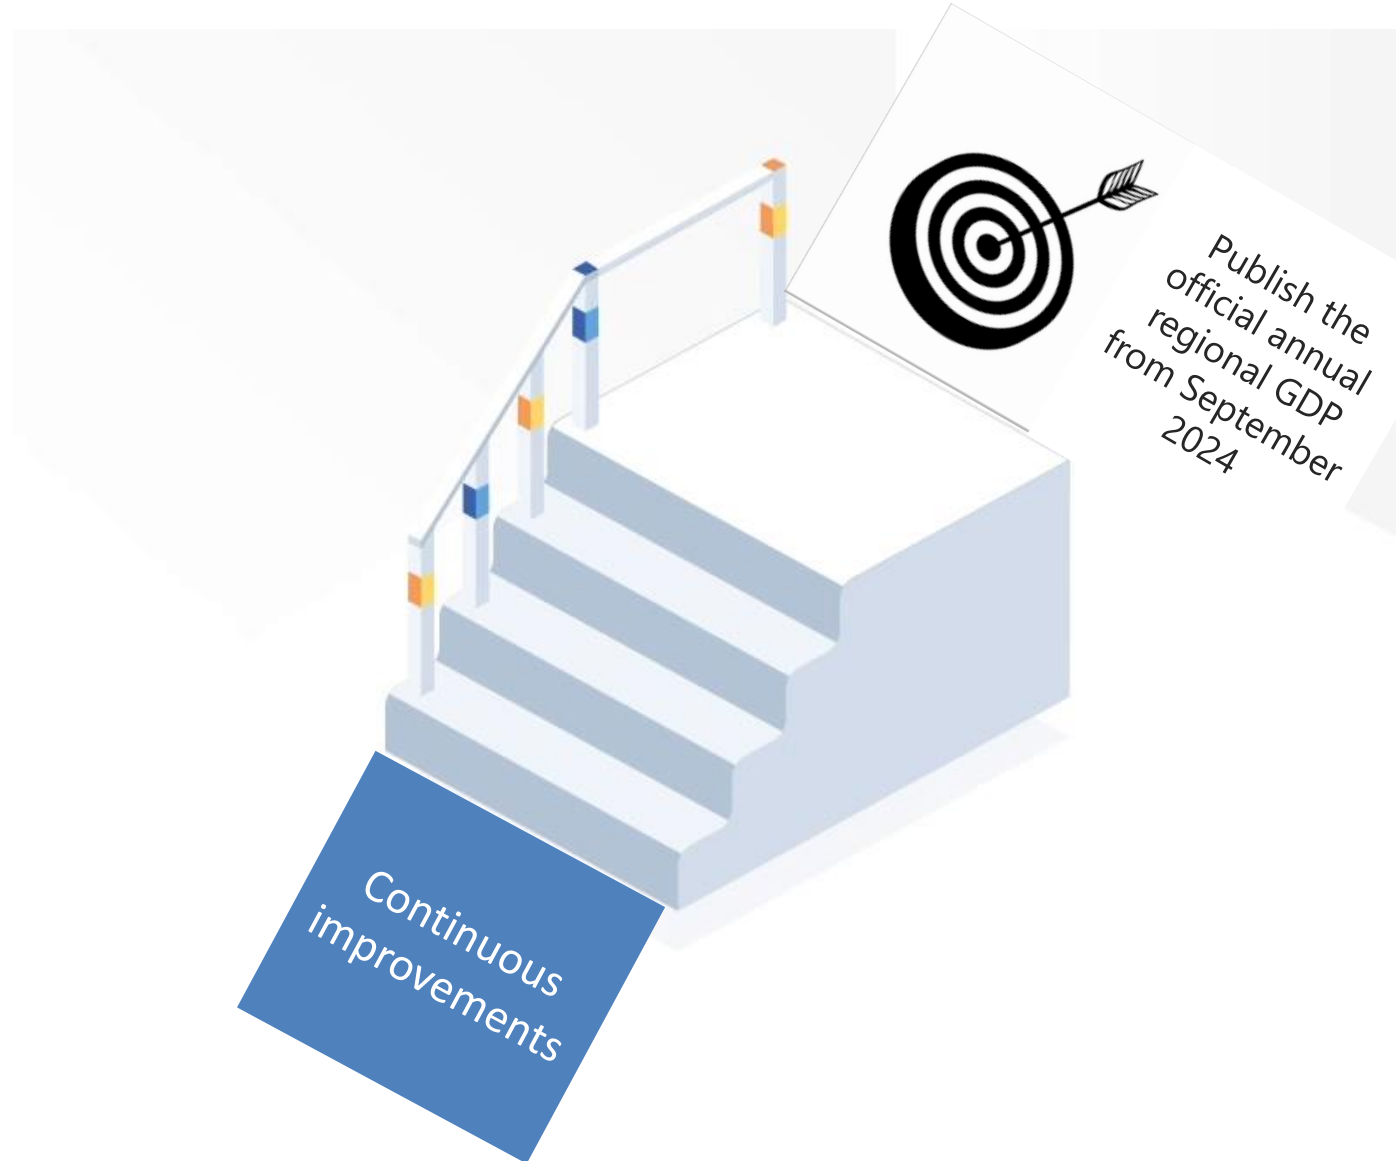 Publish the
official annual
regional GDP
from September
2024
Continuous
improvements